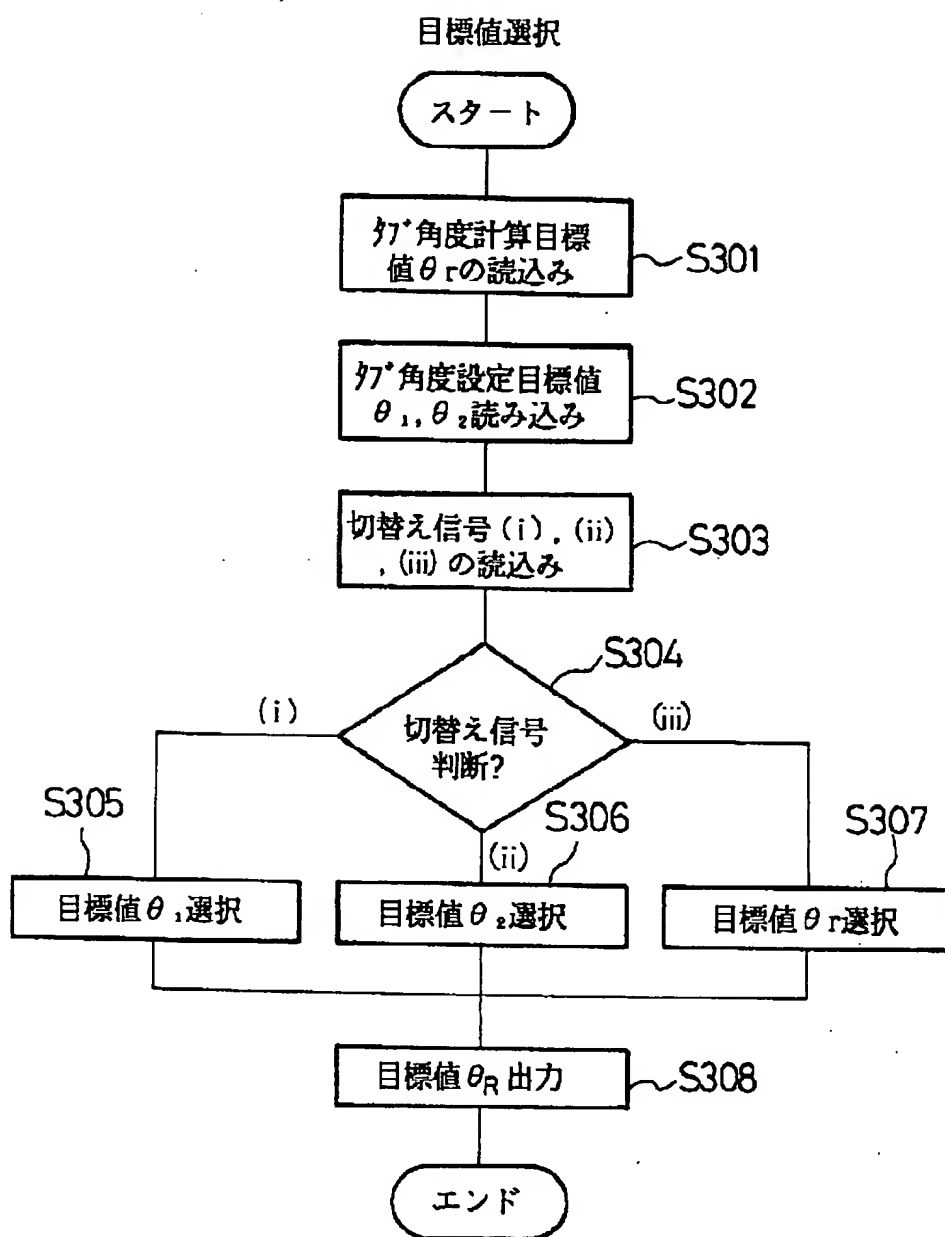 目標値選択
スタート
ﾀﾌﾞ角度計算目標
値θrの読込み
S301
ﾀﾌﾞ角度設定目標値
θ₁,θ₂読み込み
S302
切替え信号(i),(ii)
,(iii)の読込み
S303
S304
(i)
切替え信号
判断?
(iii)
S305
(ii)
S306
S307
目標値θ₁選択
目標値θ₂選択
目標値θr選択
目標値θR出力
S308
エンド